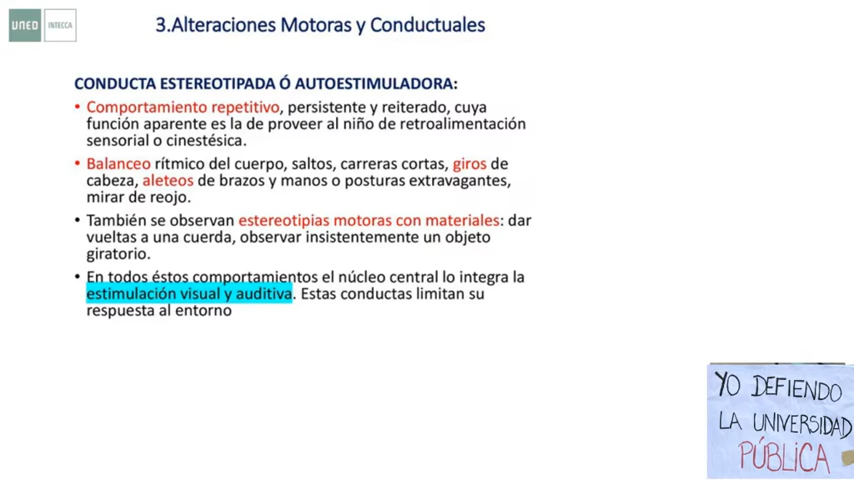 UNED
INTECCA
3.Alteraciones Motoras y Conductuales
CONDUCTA ESTEREOTIPADA Ó AUTOESTIMULADORA:
• Comportamiento repetitivo, persistente y reiterado, cuya
función aparente es la de proveer al niño de retroalimentación
sensorial o cinestésica.
• Balanceo rítmico del cuerpo, saltos, carreras cortas, giros de
cabeza, aleteos de brazos y manos o posturas extravagantes,
mirar de reojo.
• También se observan estereotipias motoras con materiales: dar
vueltas a una cuerda, observar insistentemente un objeto
giratorio.
• En todos éstos comportamientos el núcleo central lo integra la
estimulación visual y auditiva. Estas conductas limitan su
respuesta al entorno
YO DEFIENDO
LA UNIVERSIDAD
PÚBLICA